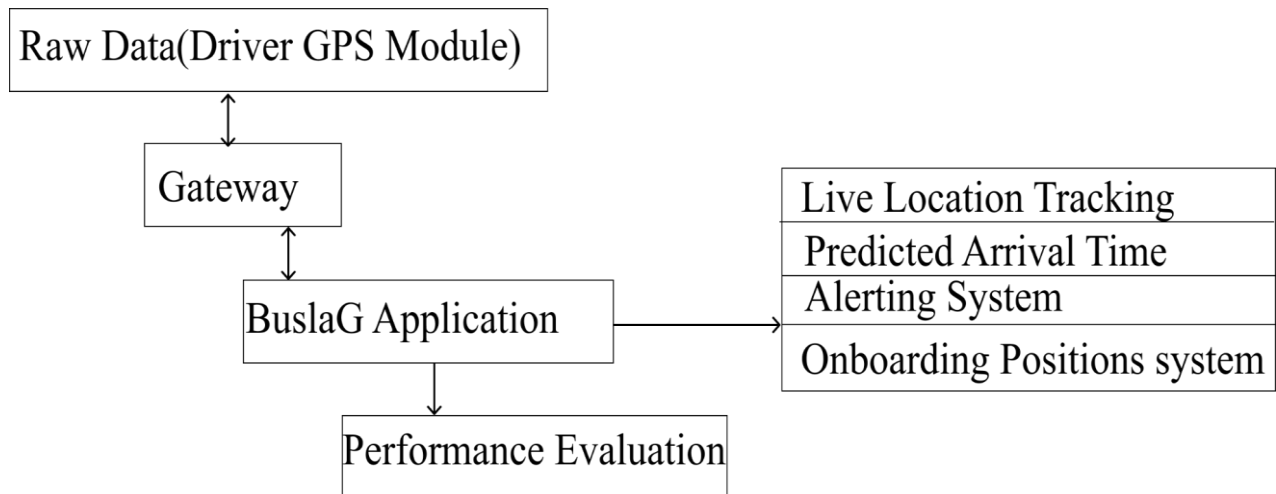 Raw Data(Driver GPS Module)
Gateway
BuslaG Application
Live Location Tracking
Predicted Arrival Time
Alerting System
Onboarding Positions system
Performance Evaluation